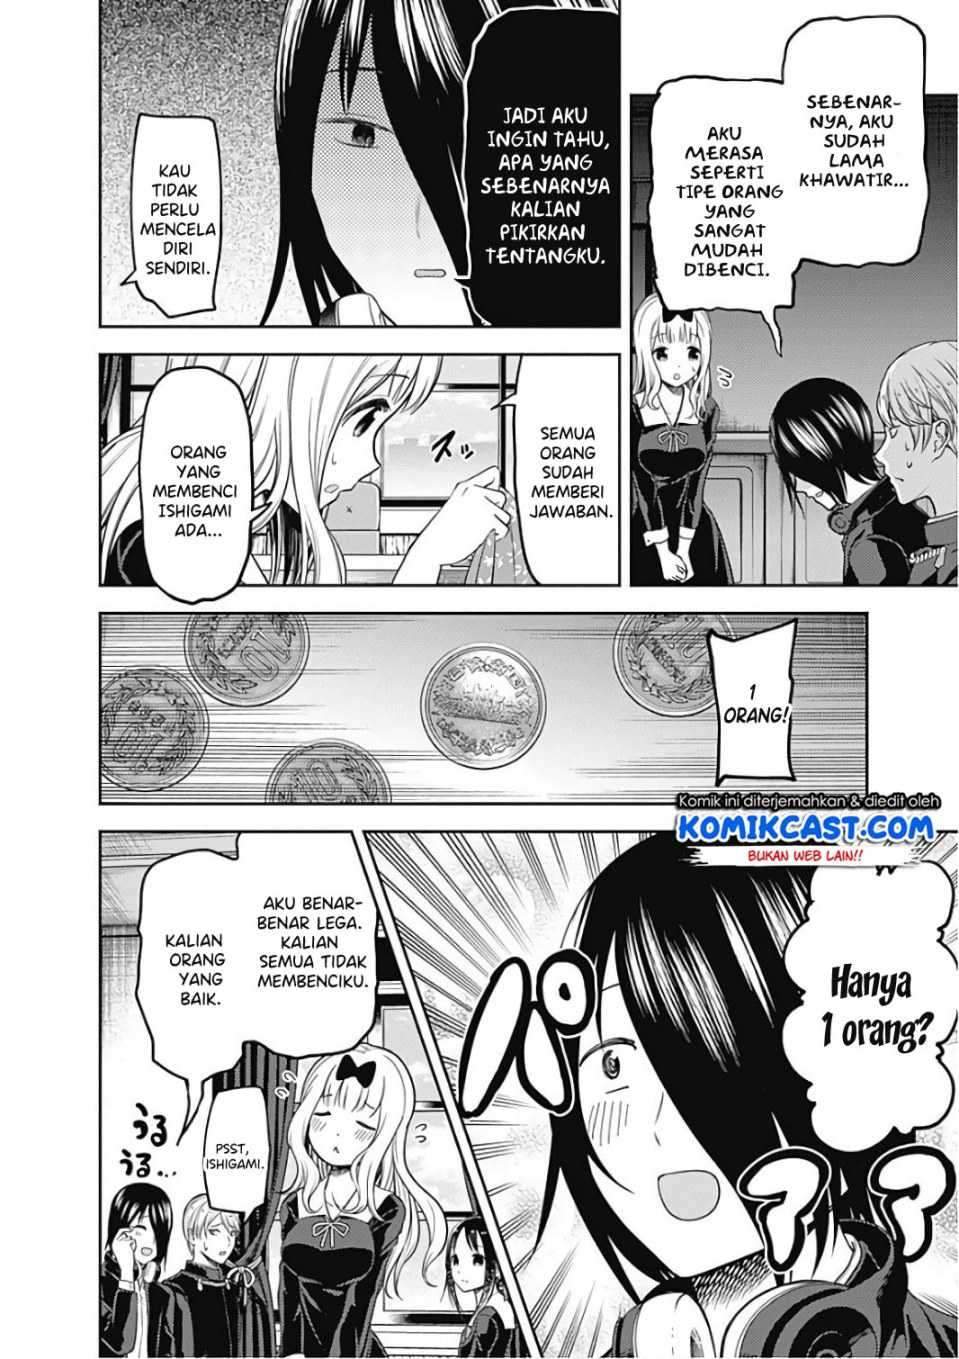 SEBENAR-
NYA, AKU
SUDAH
LAMA
KHAWATIR...
AKU
MERASA
SEPERTI
TIPE ORANG
YANG
SANGAT
MUDAH
DIBENCI.
JADI AKU
INGIN TAHU,
APA YANG
SEBENARNYA
KALIAN
PIKIRKAN
TENTANGKU.
KAU
TIDAK
PERLU
MENCELA
DIRI
SENDIRI.
SEMUA
ORANG
SUDAH
MEMBERI
JAWABAN.
ORANG
YANG
MEMBENCI
ISHIGAMI
ADA...
1
ORANG!
Komik ini diterjemahkan & diedit oleh
KOMIKCAST.COM
BUKAN WEB LAIN!!
Hanya
1 orang?
パァ
AKU BENAR-
BENAR LEGA.
KALIAN
SEMUA TIDAK
MEMBENCIKU.
KALIAN
ORANG
YANG
BAIK.
PSST,
ISHIGAMI.
うる
うる...